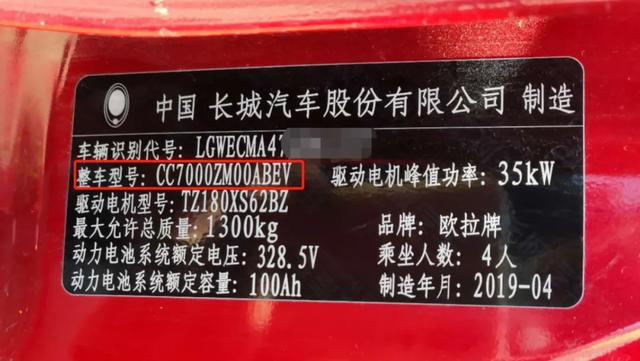 中国 长城汽车股份有限公司 制造
车辆识别代号: LGWECMA47
整车型号: CC7000ZM00ABEV 驱动电机峰值功率: 35kW
驱动电机型号: TZ180XS62BZ
最大允许总质量: 1300kg 品牌: 欧拉牌
动力电池系统额定电压: 328.5V 乘坐人数: 4人
动力电池系统额定容量: 100Ah 制造年月: 2019-04